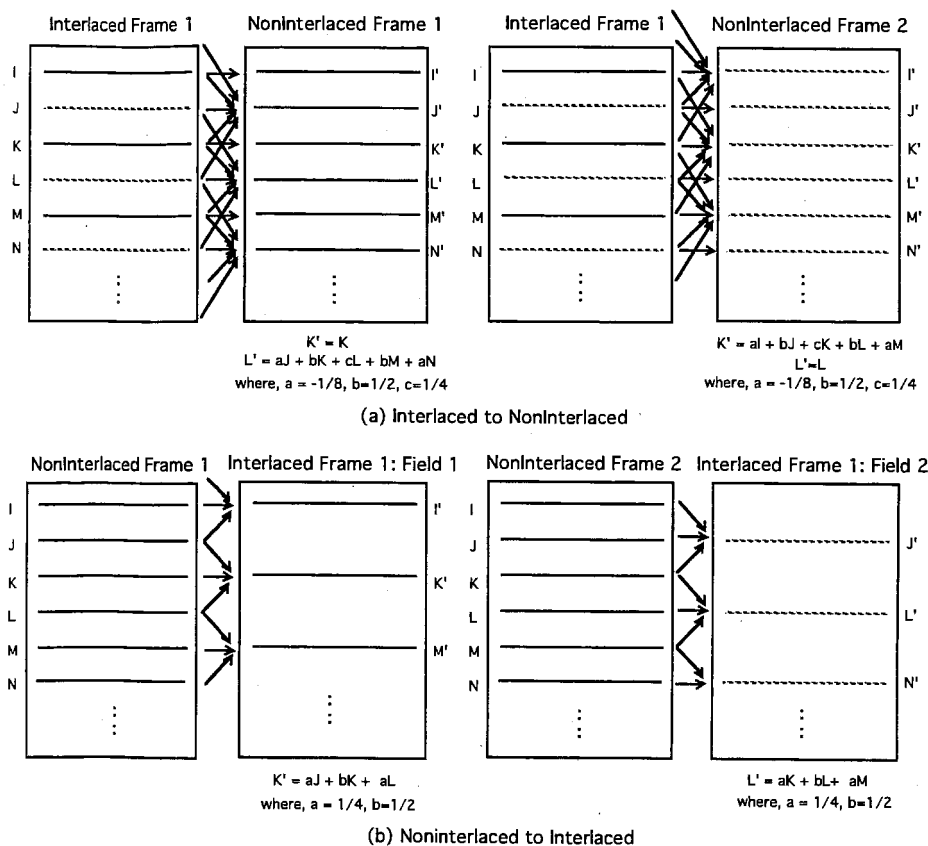 Interlaced Frame 1
NonInterlaced Frame 1
Interlaced Frame 1
NonInterlaced Frame 2
I
J
K
L
M
N
I'
J'
K'
L'
M'
N'
I
J
K
L
M
N
I'
J'
K'
L'
M'
N'
K' = K
L' = aJ + bK + cL + bM + aN
where, a = -1/8, b=1/2, c=1/4
K' = aI + bJ + cK + bL + aM
L'=L
where, a = -1/8, b=1/2, c=1/4
(a) Interlaced to NonInterlaced
NonInterlaced Frame 1
Interlaced Frame 1: Field 1
NonInterlaced Frame 2
Interlaced Frame 1: Field 2
I
J
K
L
M
N
I'
K'
M'
I
J
K
L
M
N
J'
L'
N'
K' = aJ + bK + aL
where, a = 1/4, b=1/2
L' = aK + bL+ aM
where, a = 1/4, b=1/2
(b) Noninterlaced to Interlaced